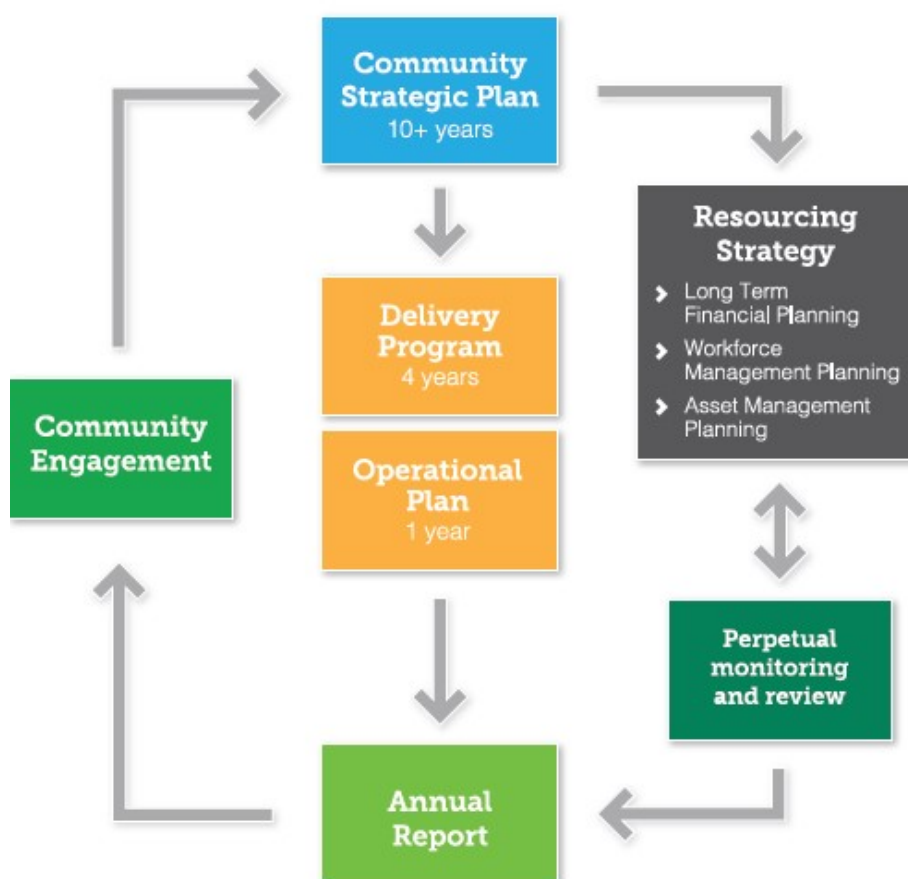 Community
Strategic Plan
10+ years
Resourcing
Strategy
Long Term
Financial Planning
Workforce
Management Planning
Asset Management
Planning
Delivery
Program
4 years
Community
Engagement
Operational
Plan
1 year
Perpetual
monitoring
and review
Annual
Report